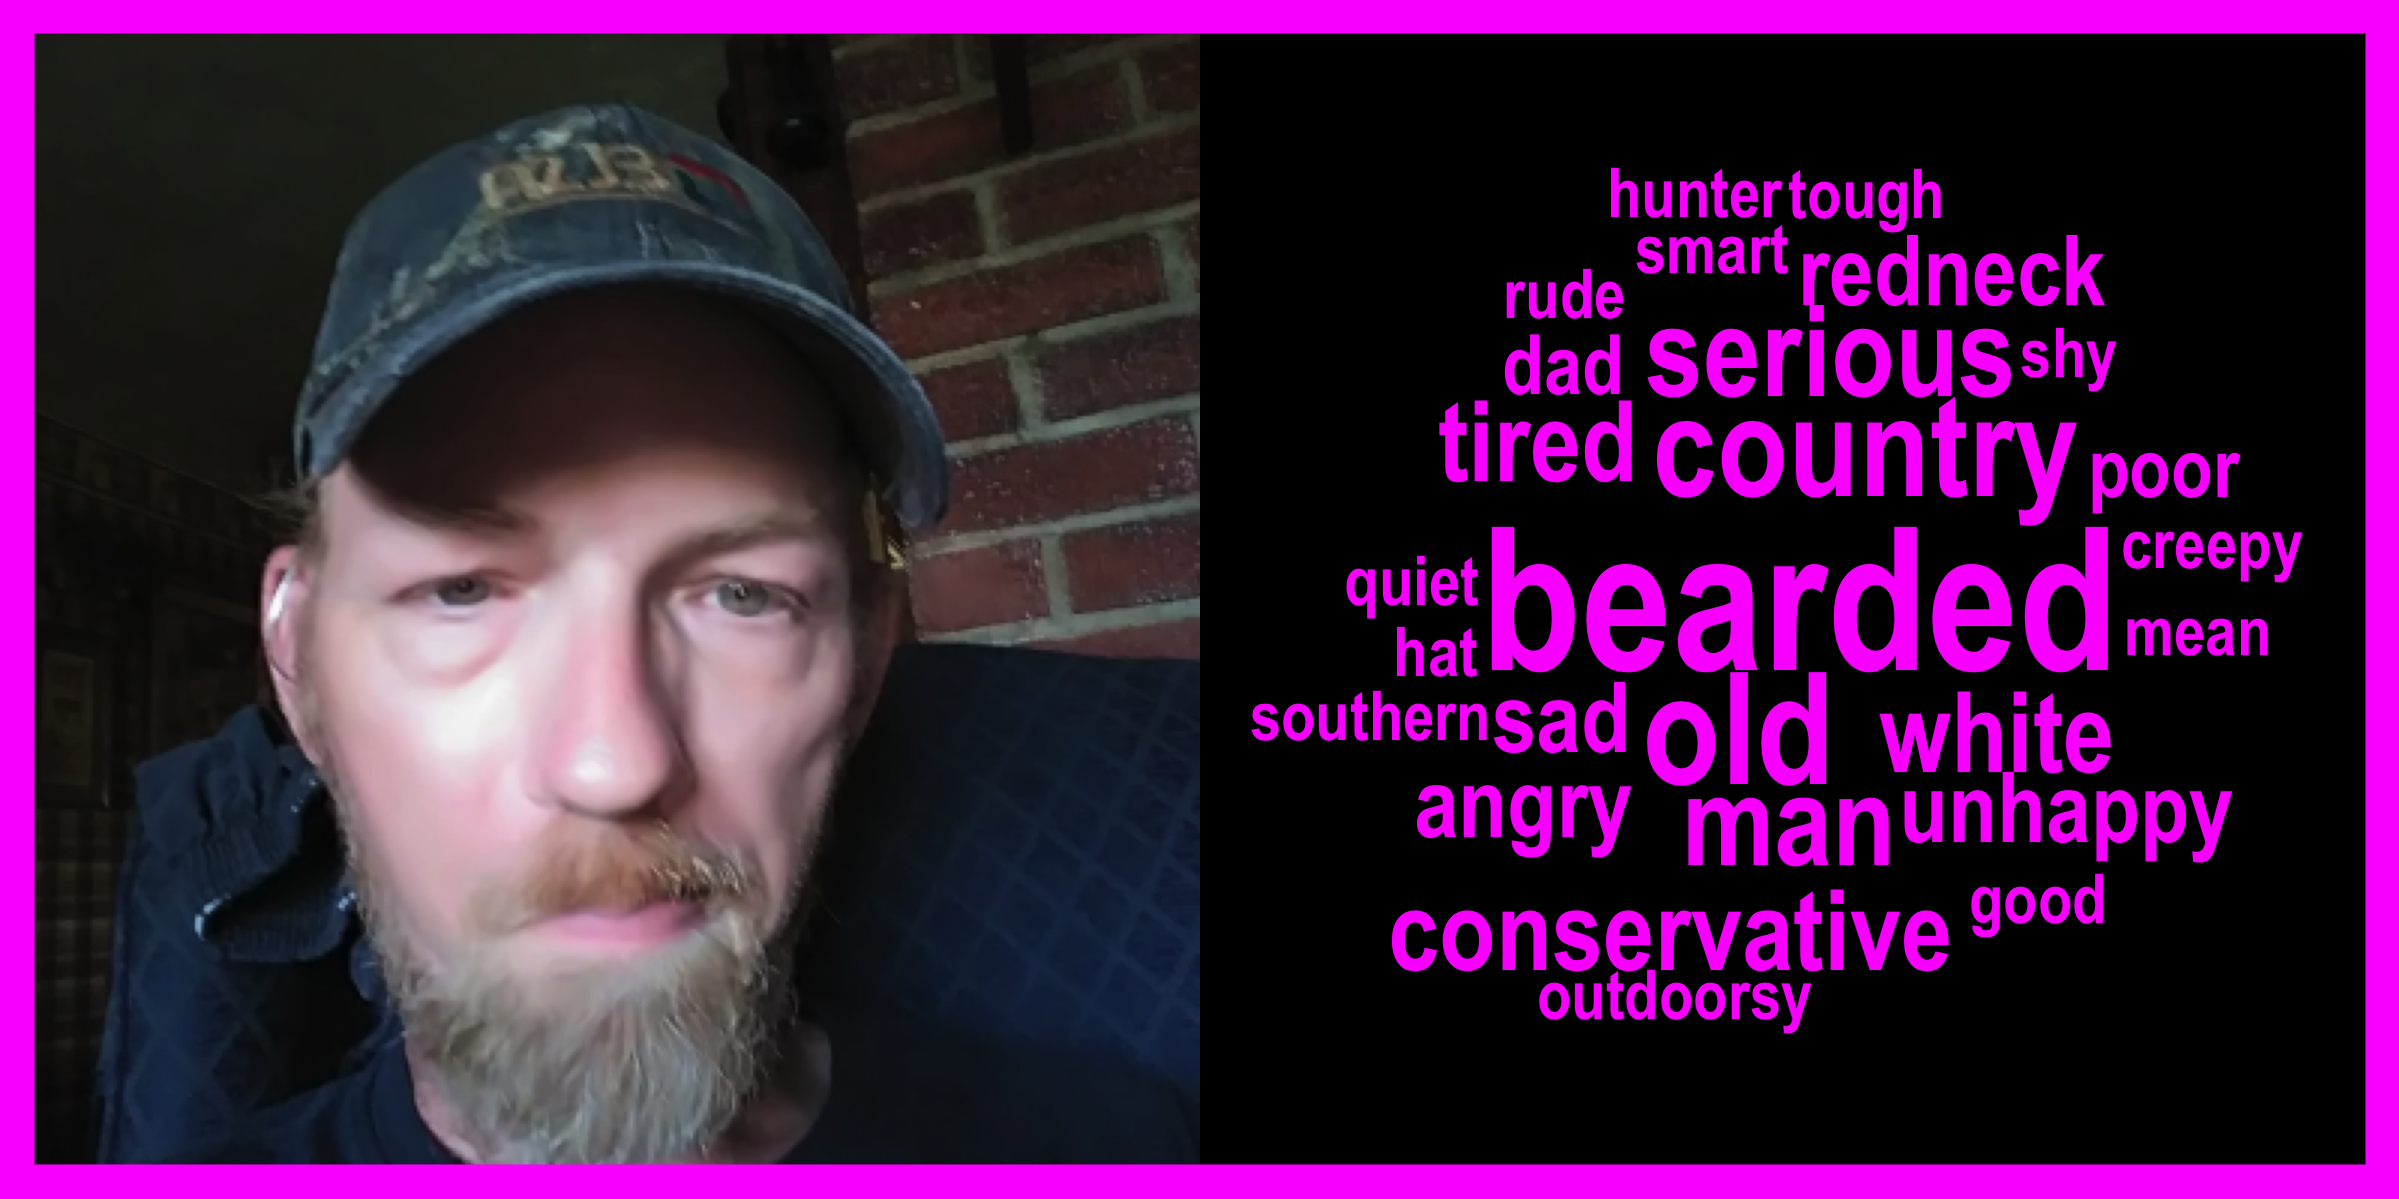 hunter tough
smart redneck
rude
dad serious shy
tired country poor
creepy
quiet bearded
hat mean
southern sad old white
angry man unhappy
good
conservative
outdoorsy